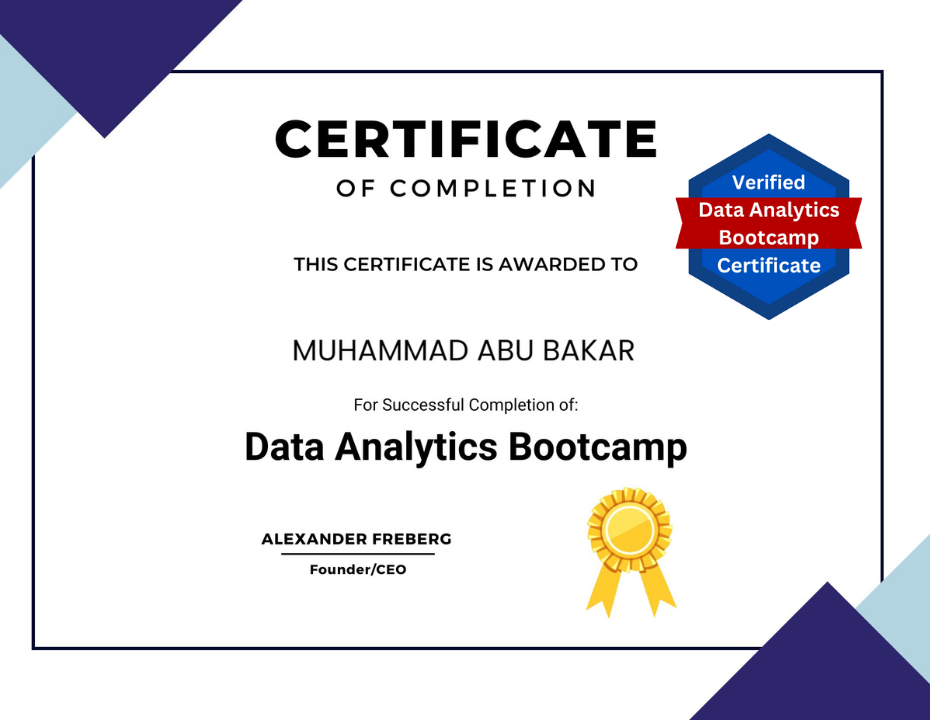 CERTIFICATE
OF COMPLETION
Verified
Data Analytics
Bootcamp
Certificate
THIS CERTIFICATE IS AWARDED TO
MUHAMMAD ABU BAKAR
For Successful Completion of:
Data Analytics Bootcamp
ALEXANDER FREBERG
Founder/CEO